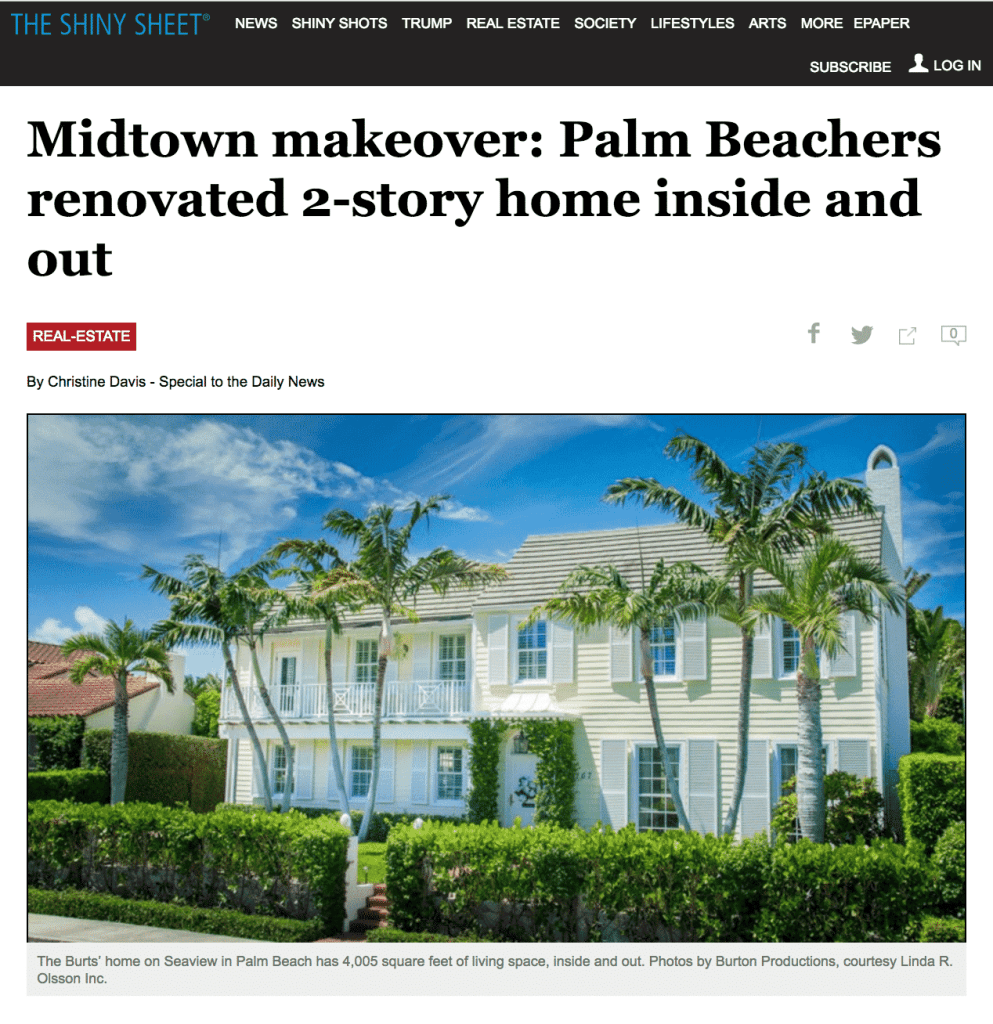 THE SHINY SHEET®
NEWS SHINY SHOTS TRUMP REAL ESTATE SOCIETY LIFESTYLES ARTS MORE EPAPER
SUBSCRIBE LOG IN
Midtown makeover: Palm Beachers
renovated 2-story home inside and
out
REAL-ESTATE
0
By Christine Davis - Special to the Daily News
The Burts' home on Seaview in Palm Beach has 4,005 square feet of living space, inside and out. Photos by Burton Productions, courtesy Linda R.
Olsson Inc.